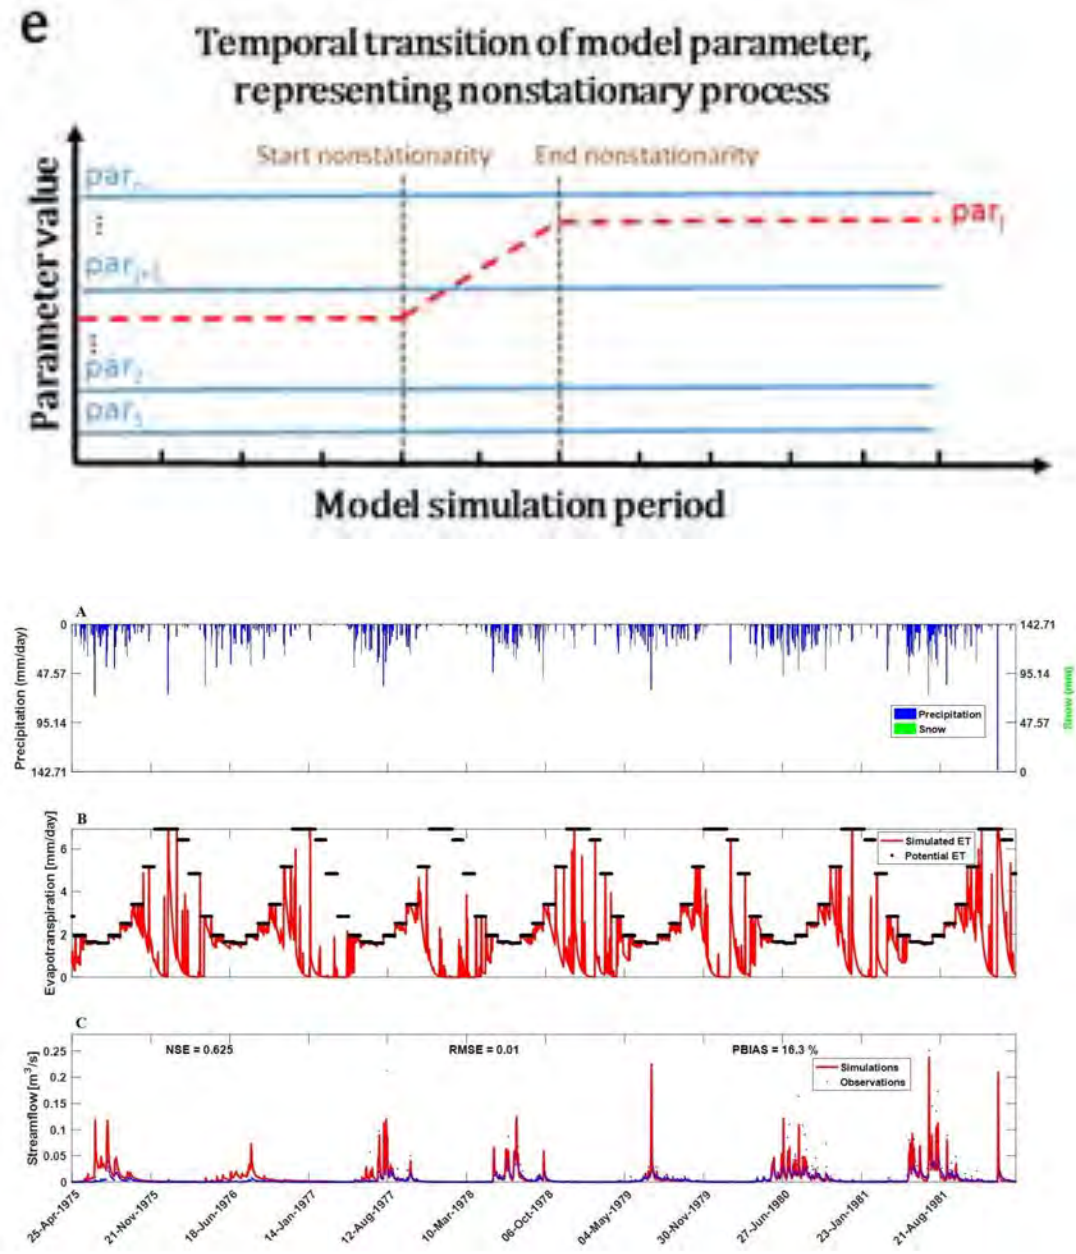 e
Temporal transition of model parameter,
representing nonstationary process
Start nonstationarity
End nonstationarity
Parameter value
par
...
par j+1
par j
...
par 2
par
Model simulation period
A
Precipitation (mm/day)
0
47.57
95.14
142.71
142.71
95.14
47.57
0
Snow (mm)
Precipitation
Snow
B
Evapotranspiration [mm/day]
6
4
2
0
Simulated ET
Potential ET
C
Streamflow [m³/s]
0.25
0.2
0.15
0.1
0.05
0
NSE = 0.625
RMSE = 0.01
PBIAS = 16.3 %
Simulations
Observations
25-Apr-1975
21-Nov-1975
18-Jun-1976
14-Jan-1977
12-Aug-1977
10-Mar-1978
06-Oct-1978
04-May-1979
30-Nov-1979
27-Jun-1980
23-Jan-1981
21-Aug-1981